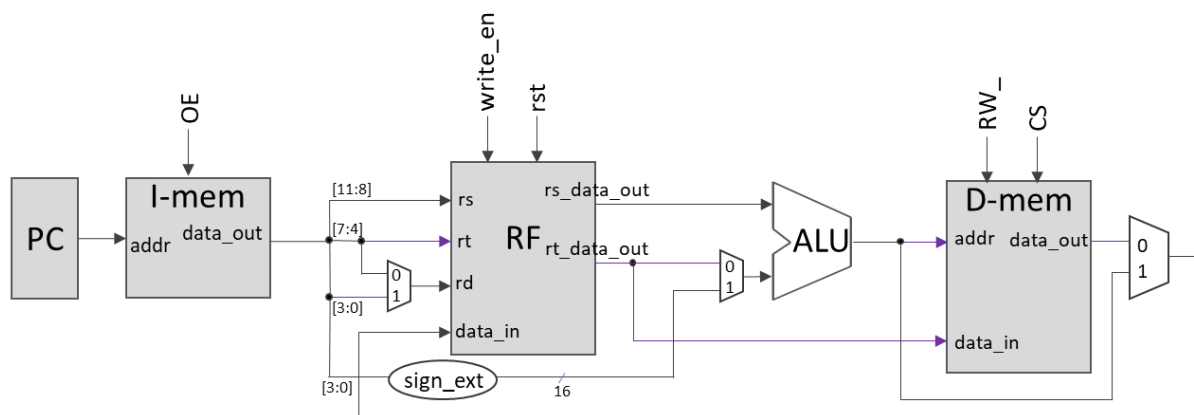 write_en
rst
OE
RW_
CS
PC
I-mem
addr
data_out
[11:8]
[7:4]
[3:0]
[3:0]
0
1
rs
rt
rd
data_in
RF
rs_data_out
rt_data_out
sign_ext
16
0
1
ALU
D-mem
addr
data_out
data_in
0
1